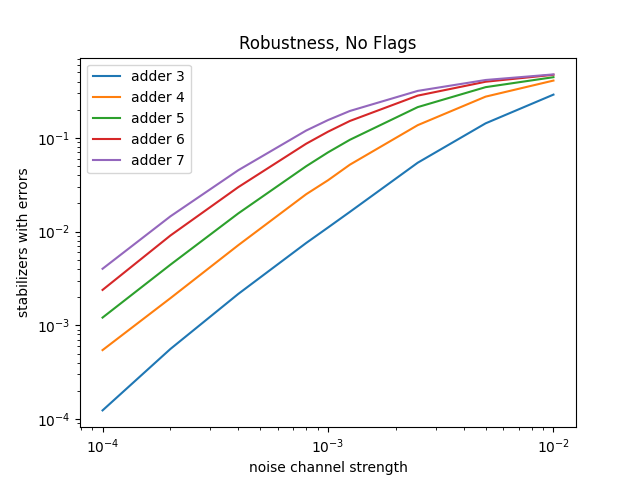 Robustness, No Flags
adder 3
adder 4
adder 5
adder 6
adder 7
stabilizers with errors
10⁻¹
10⁻²
10⁻³
10⁻⁴
10⁻⁴
10⁻³
10⁻²
noise channel strength